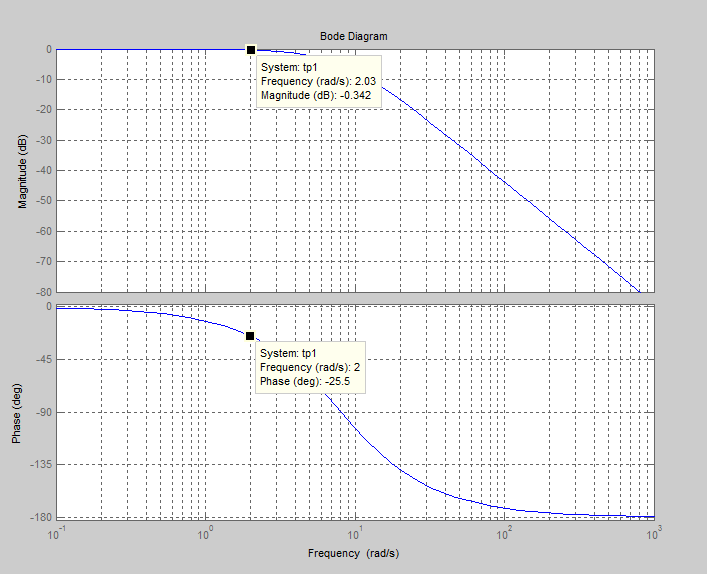 Bode Diagram
0
-10
-20
-30
-40
-50
-60
-70
-80
Magnitude (dB)
System: tp1
Frequency (rad/s): 2.03
Magnitude (dB): -0.342
0
-45
-90
-135
-180
Phase (deg)
System: tp1
Frequency (rad/s): 2
Phase (deg): -25.5
10^-1 10^0 10^1 10^2 10^3
Frequency (rad/s)